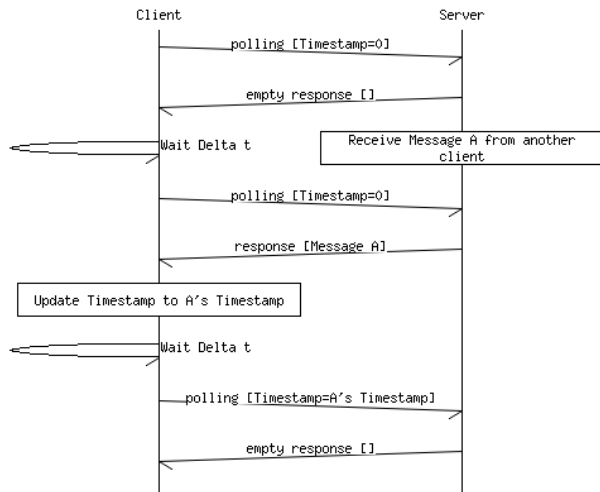 Client
Server
polling [Timestamp=0]
empty response []
Wait Delta t
Receive Message A from another
client
polling [Timestamp=0]
response [Message A]
Update Timestamp to A's Timestamp
Wait Delta t
polling [Timestamp=A's Timestamp]
empty response []